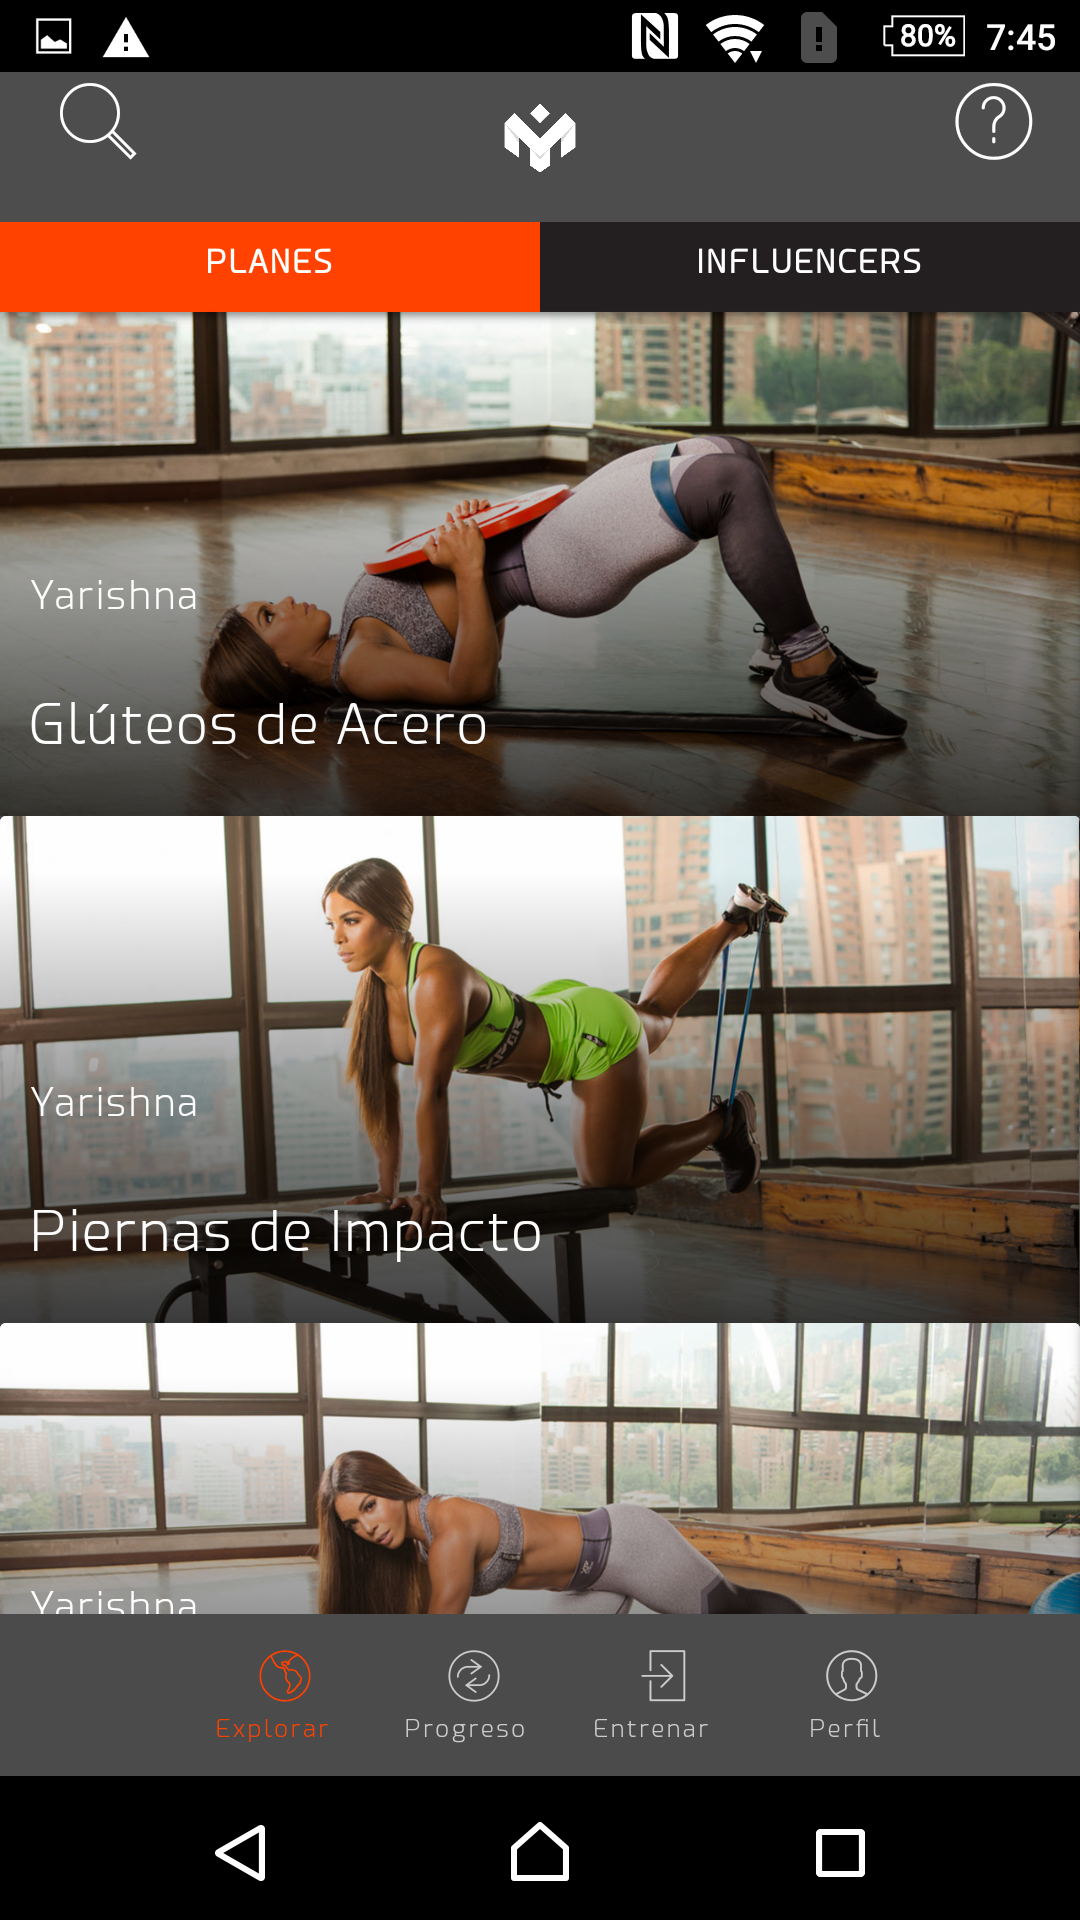 80% 7:45
PLANES INFLUENCERS
Yarishna
Glúteos de Acero
Yarishna
Piernas de Impacto
Yarishna
Explorar Progreso Entrenar Perfil